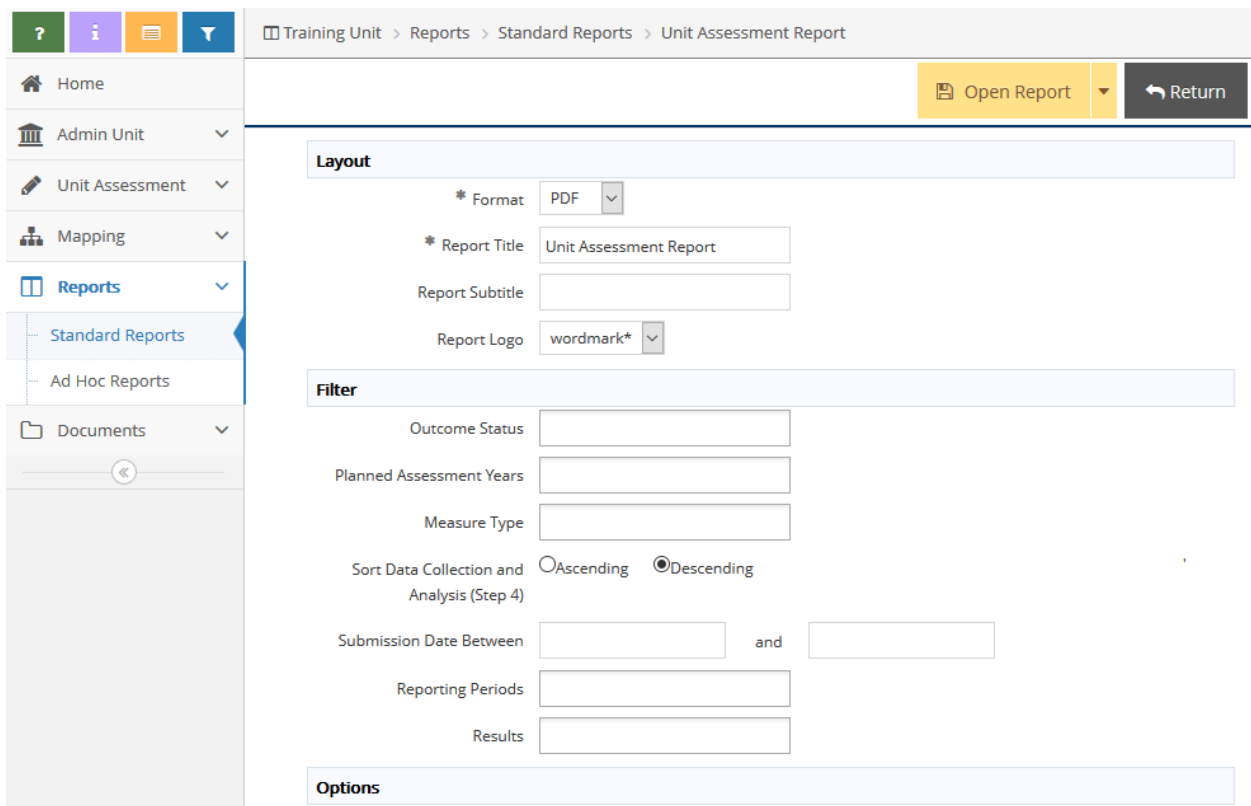 ? i
Training Unit > Reports > Standard Reports > Unit Assessment Report
Open Report
Return
Home
Admin Unit
Unit Assessment
Mapping
Reports
Standard Reports
Ad Hoc Reports
Documents
Layout
* Format PDF
* Report Title Unit Assessment Report
Report Subtitle
Report Logo wordmark*
Filter
Outcome Status
Planned Assessment Years
Measure Type
Sort Data Collection and Ascending Descending
Analysis (Step 4)
Submission Date Between and
Reporting Periods
Results
Options